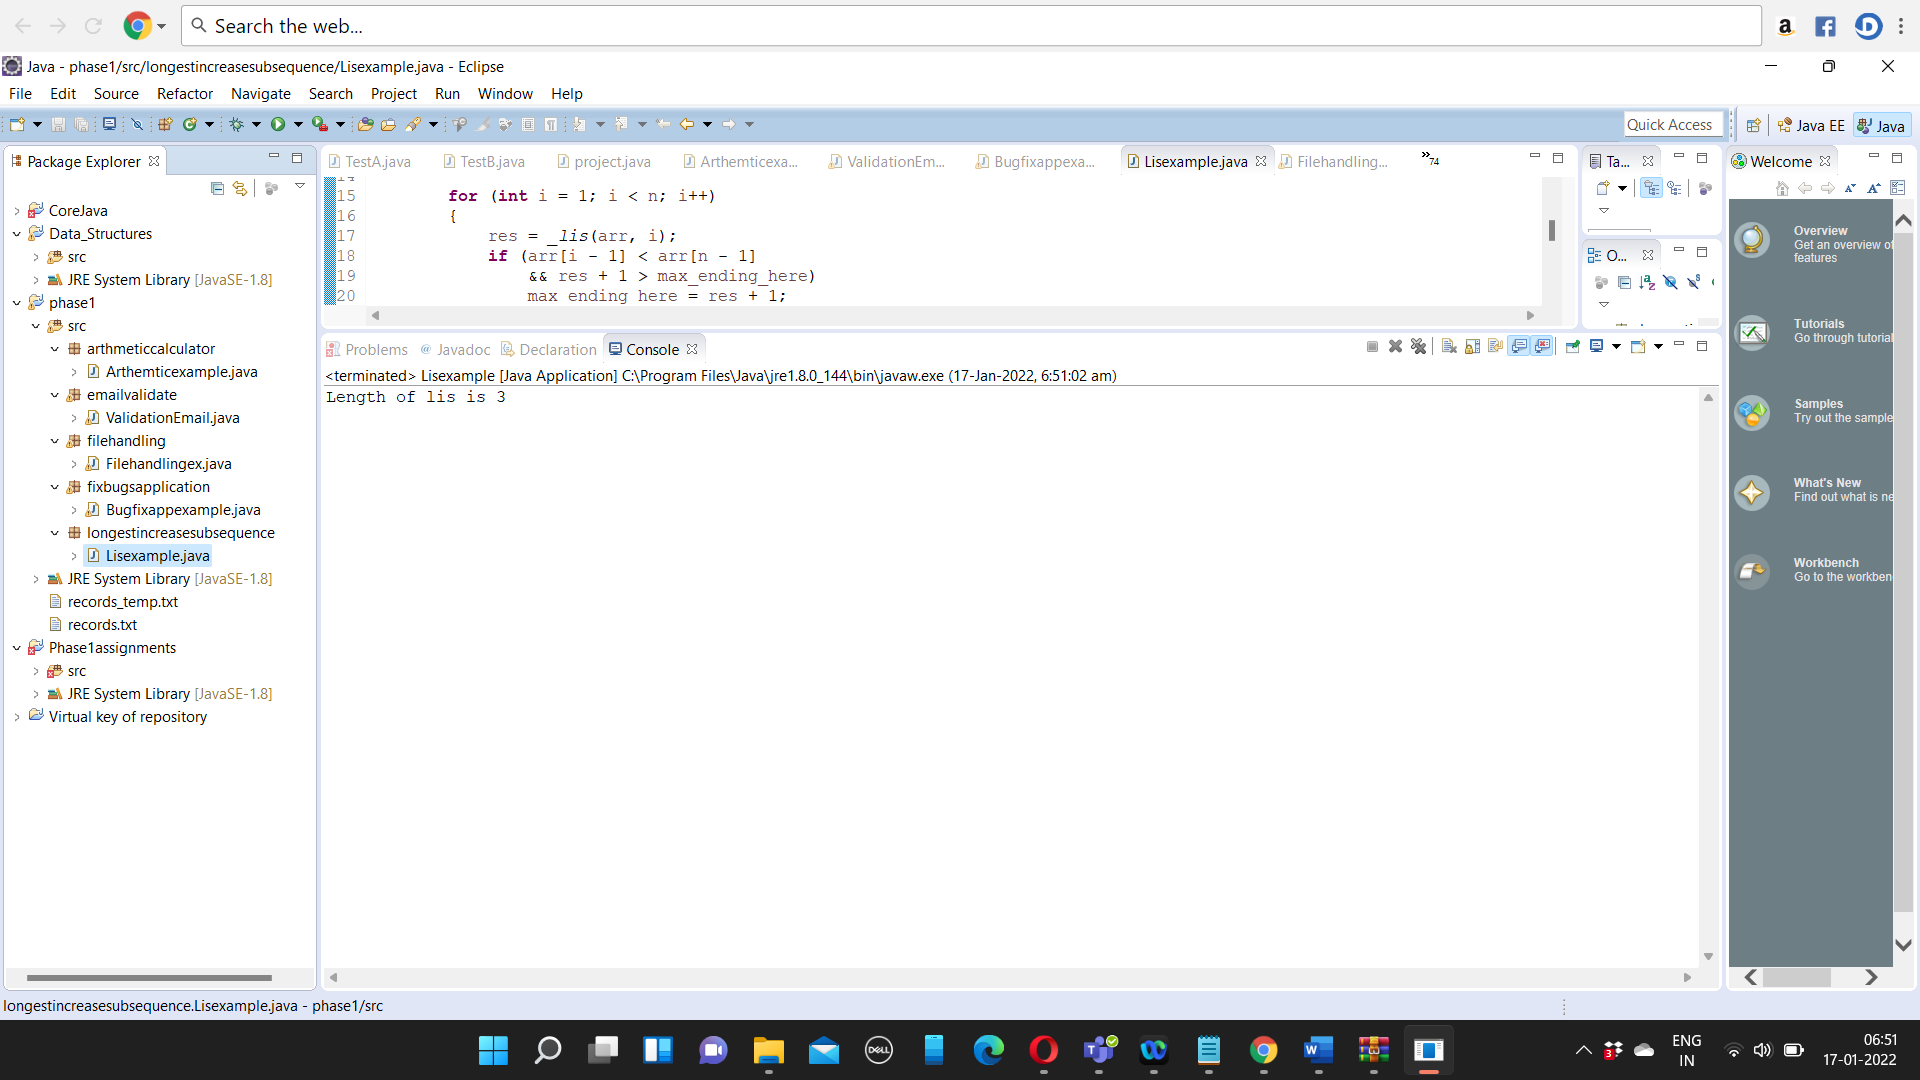 Search the web...
Java - phase1/src/longestincreasesubsequence/Lisexample.java - Eclipse
File Edit Source Refactor Navigate Search Project Run Window Help
Quick Access
Java EE
Java
Package Explorer
CoreJava
Data_Structures
src
JRE System Library [JavaSE-1.8]
phase1
src
arthmeticcalculator
Arthemticexample.java
emailvalidate
ValidationEmail.java
filehandling
Filehandlingex.java
fixbugsapplication
Bugfixappexample.java
longestincreasesubsequence
Lisexample.java
JRE System Library [JavaSE-1.8]
records_temp.txt
records.txt
Phase1assignments
src
JRE System Library [JavaSE-1.8]
Virtual key of repository
TestA.java TestB.java project.java Arthemticexa... ValidationEm... Bugfixappexa... Lisexample.java Filehandling... »74
15 for (int i = 1; i < n; i++)
16 {
17 res = _lis(arr, i);
18 if (arr[i - 1] < arr[n - 1]
19 && res + 1 > max_ending_here)
20 max ending here = res + 1;
Problems Javadoc Declaration Console
<terminated> Lisexample [Java Application] C:\Program Files\Java\jre1.8.0_144\bin\javaw.exe (17-Jan-2022, 6:51:02 am)
Length of lis is 3
Ta...
O...
Welcome
Overview
Get an overview of
features
Tutorials
Go through tutorial
Samples
Try out the sample
What's New
Find out what is ne
Workbench
Go to the workben
longestincreasesubsequence.Lisexample.java - phase1/src
DELL
ENG
IN
06:51
17-01-2022